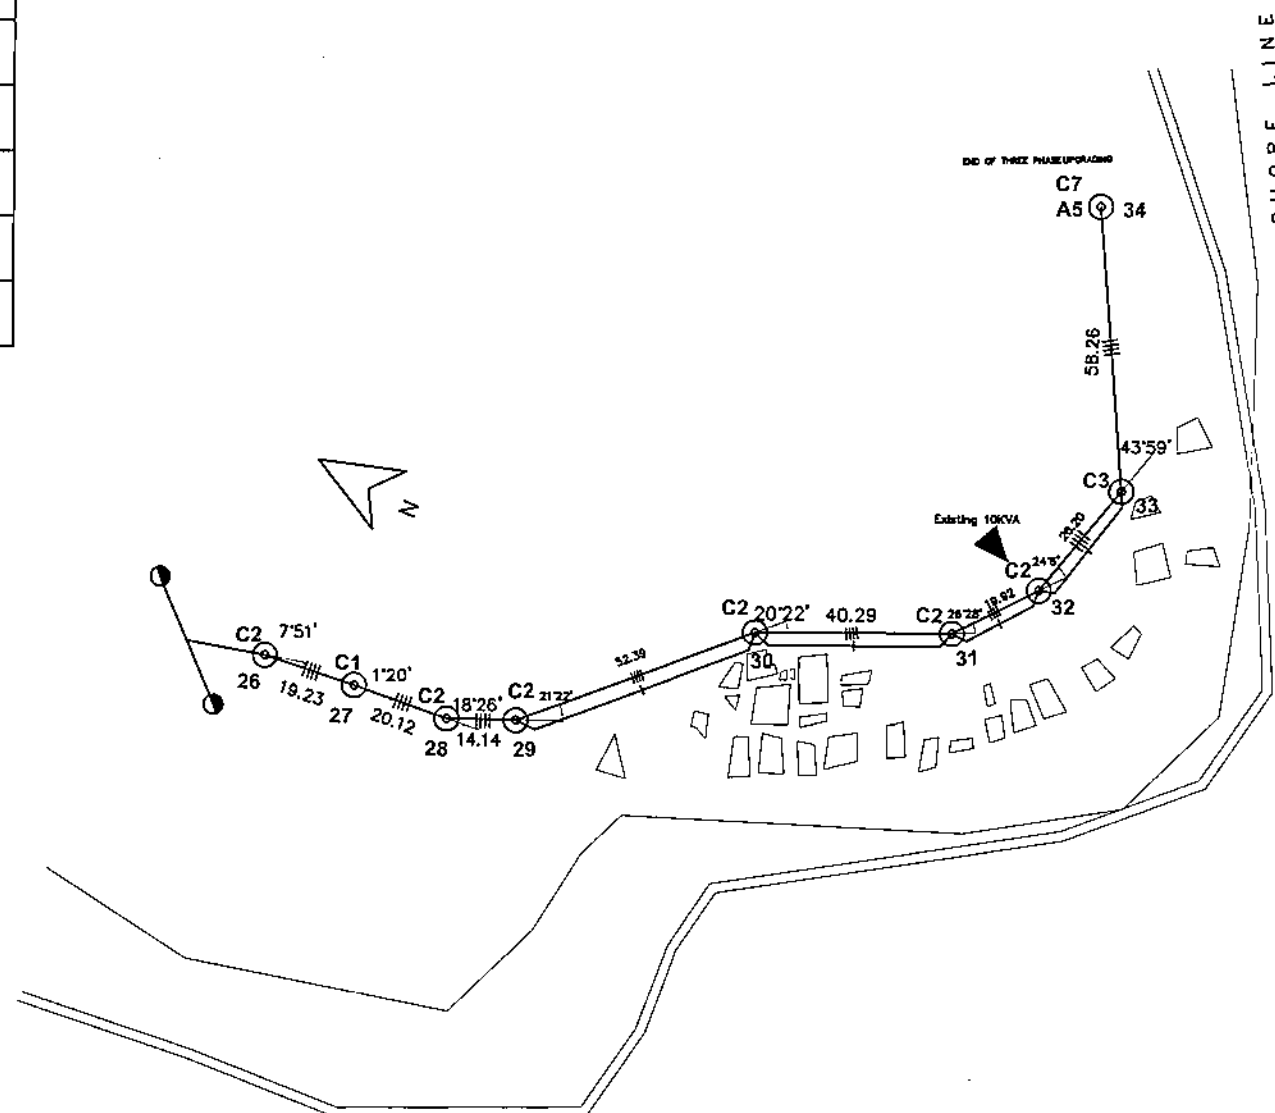 SHORE LINE
END OF THREE PHASE UPGRADING
C7
A5 34
58.26
43°59'
C3
33
N
Existing 10KVA
28.20
C2 24°6'
32
19.92
C2 26°28'
31
40.29
C2 20°22'
30
52.39
C2 7°51'
26
19.23
C1 1°20'
27
20.12
C2 18°26'
28
14.14
C2 21°22'
29